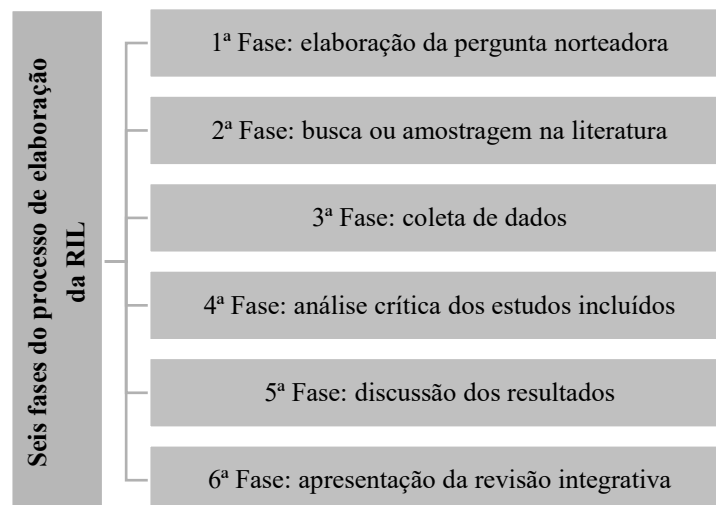 Seis fases do processo de elaboração
da RIL
1ª Fase: elaboração da pergunta norteadora
2ª Fase: busca ou amostragem na literatura
3ª Fase: coleta de dados
4ª Fase: análise crítica dos estudos incluídos
5ª Fase: discussão dos resultados
6ª Fase: apresentação da revisão integrativa